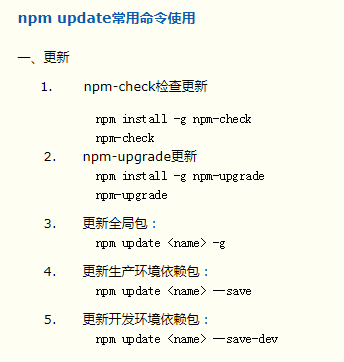 npm update常用命令使用
一、更新
1. npm-check检查更新
npm install -g npm-check
npm-check
2. npm-upgrade更新
npm install -g npm-upgrade
npm-upgrade
3. 更新全局包：
npm update <name> -g
4. 更新生产环境依赖包：
npm update <name> —save
5. 更新开发环境依赖包：
npm update <name> —save-dev